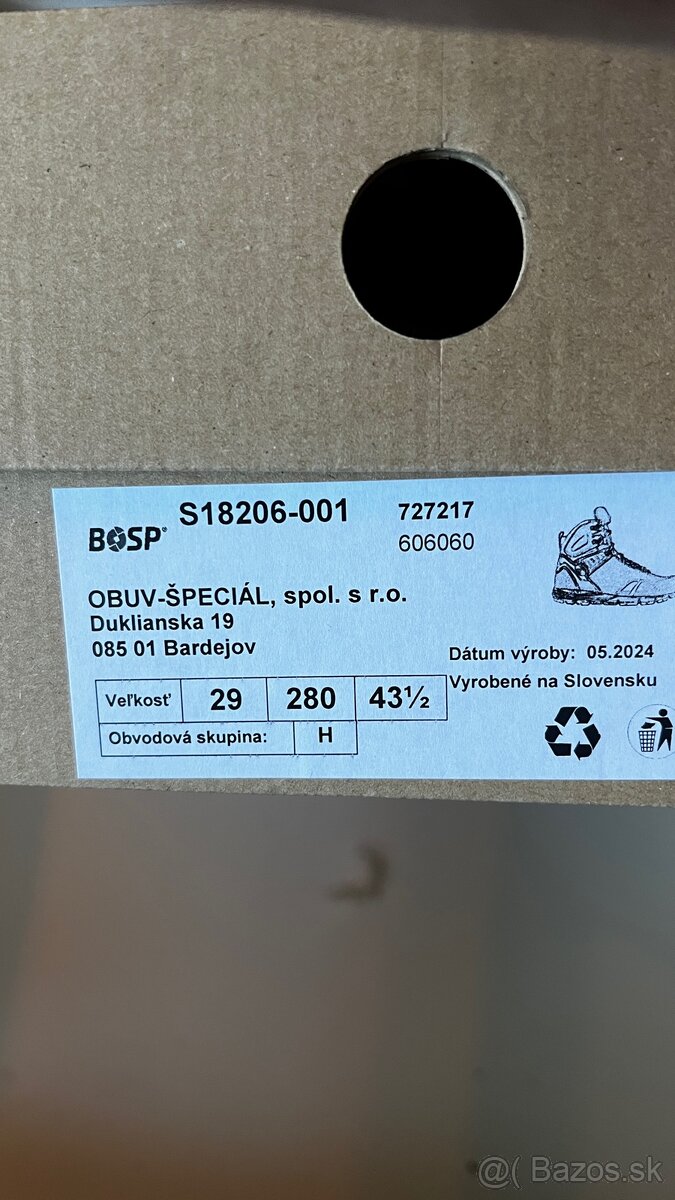 BOSP®
S18206-001
727217
606060
OBUV-ŠPECIÁL, spol. s r.o.
Duklianska 19
085 01 Bardejov
Dátum výroby: 05.2024
Vyrobené na Slovensku
Veľkosť 29 280 43½
Obvodová skupina: H
@( Bazos.sk